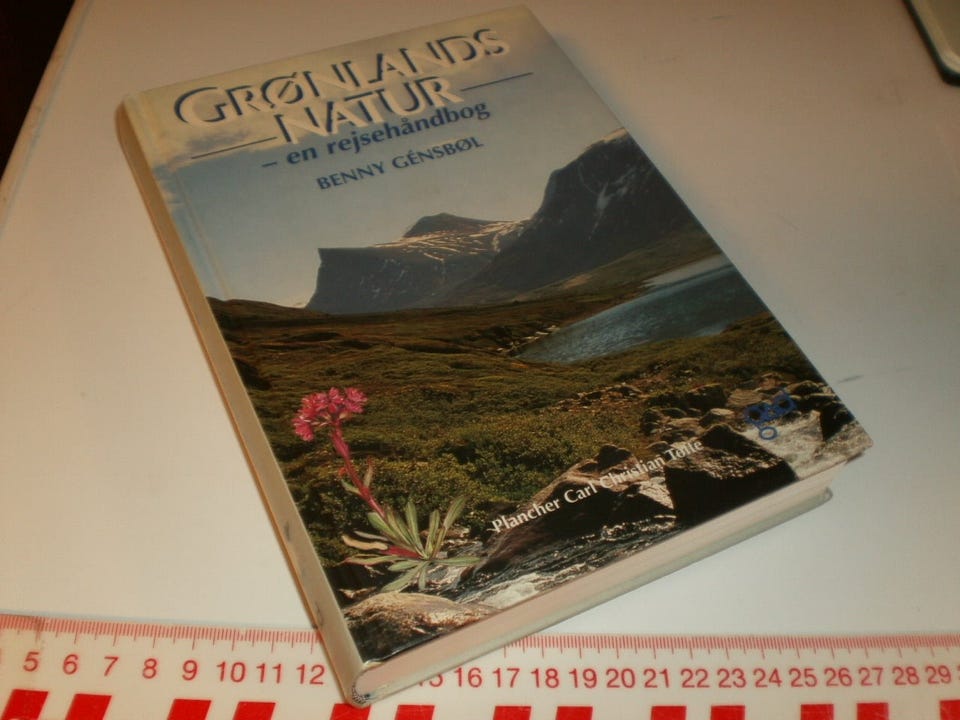 GRØNLANDS
NATUR
– en rejsehåndbog
BENNY GÉNSBØL
Plancher Carl Christian Tofte
gad
5 6 7 8 9 10 11 12 15 16 17 18 19 20 21 22 23 24 25 26 27 28 29